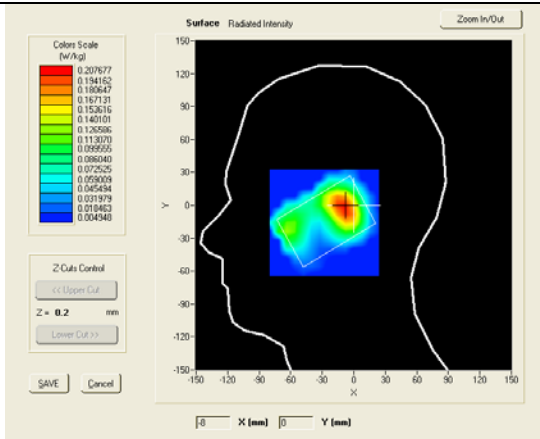 Surface Radiated Intensity
Zoom In/Out
Colors Scale
(W/kg)
0.207677
0.194162
0.180647
0.167131
0.153616
0.140101
0.126586
0.113070
0.099555
0.086040
0.072525
0.059009
0.045494
0.031979
0.018463
0.004948
Z-Cuts Control
<< Upper Cut
Z = 0.2 mm
Lower Cut >>
SAVE Cancel
150
120
90
60
30
0
-30
-60
-90
-120
-150
Y
-150 -120 -90 -60 -30 0 30 60 90 120 150
X
-8 X (mm) 0 Y (mm)